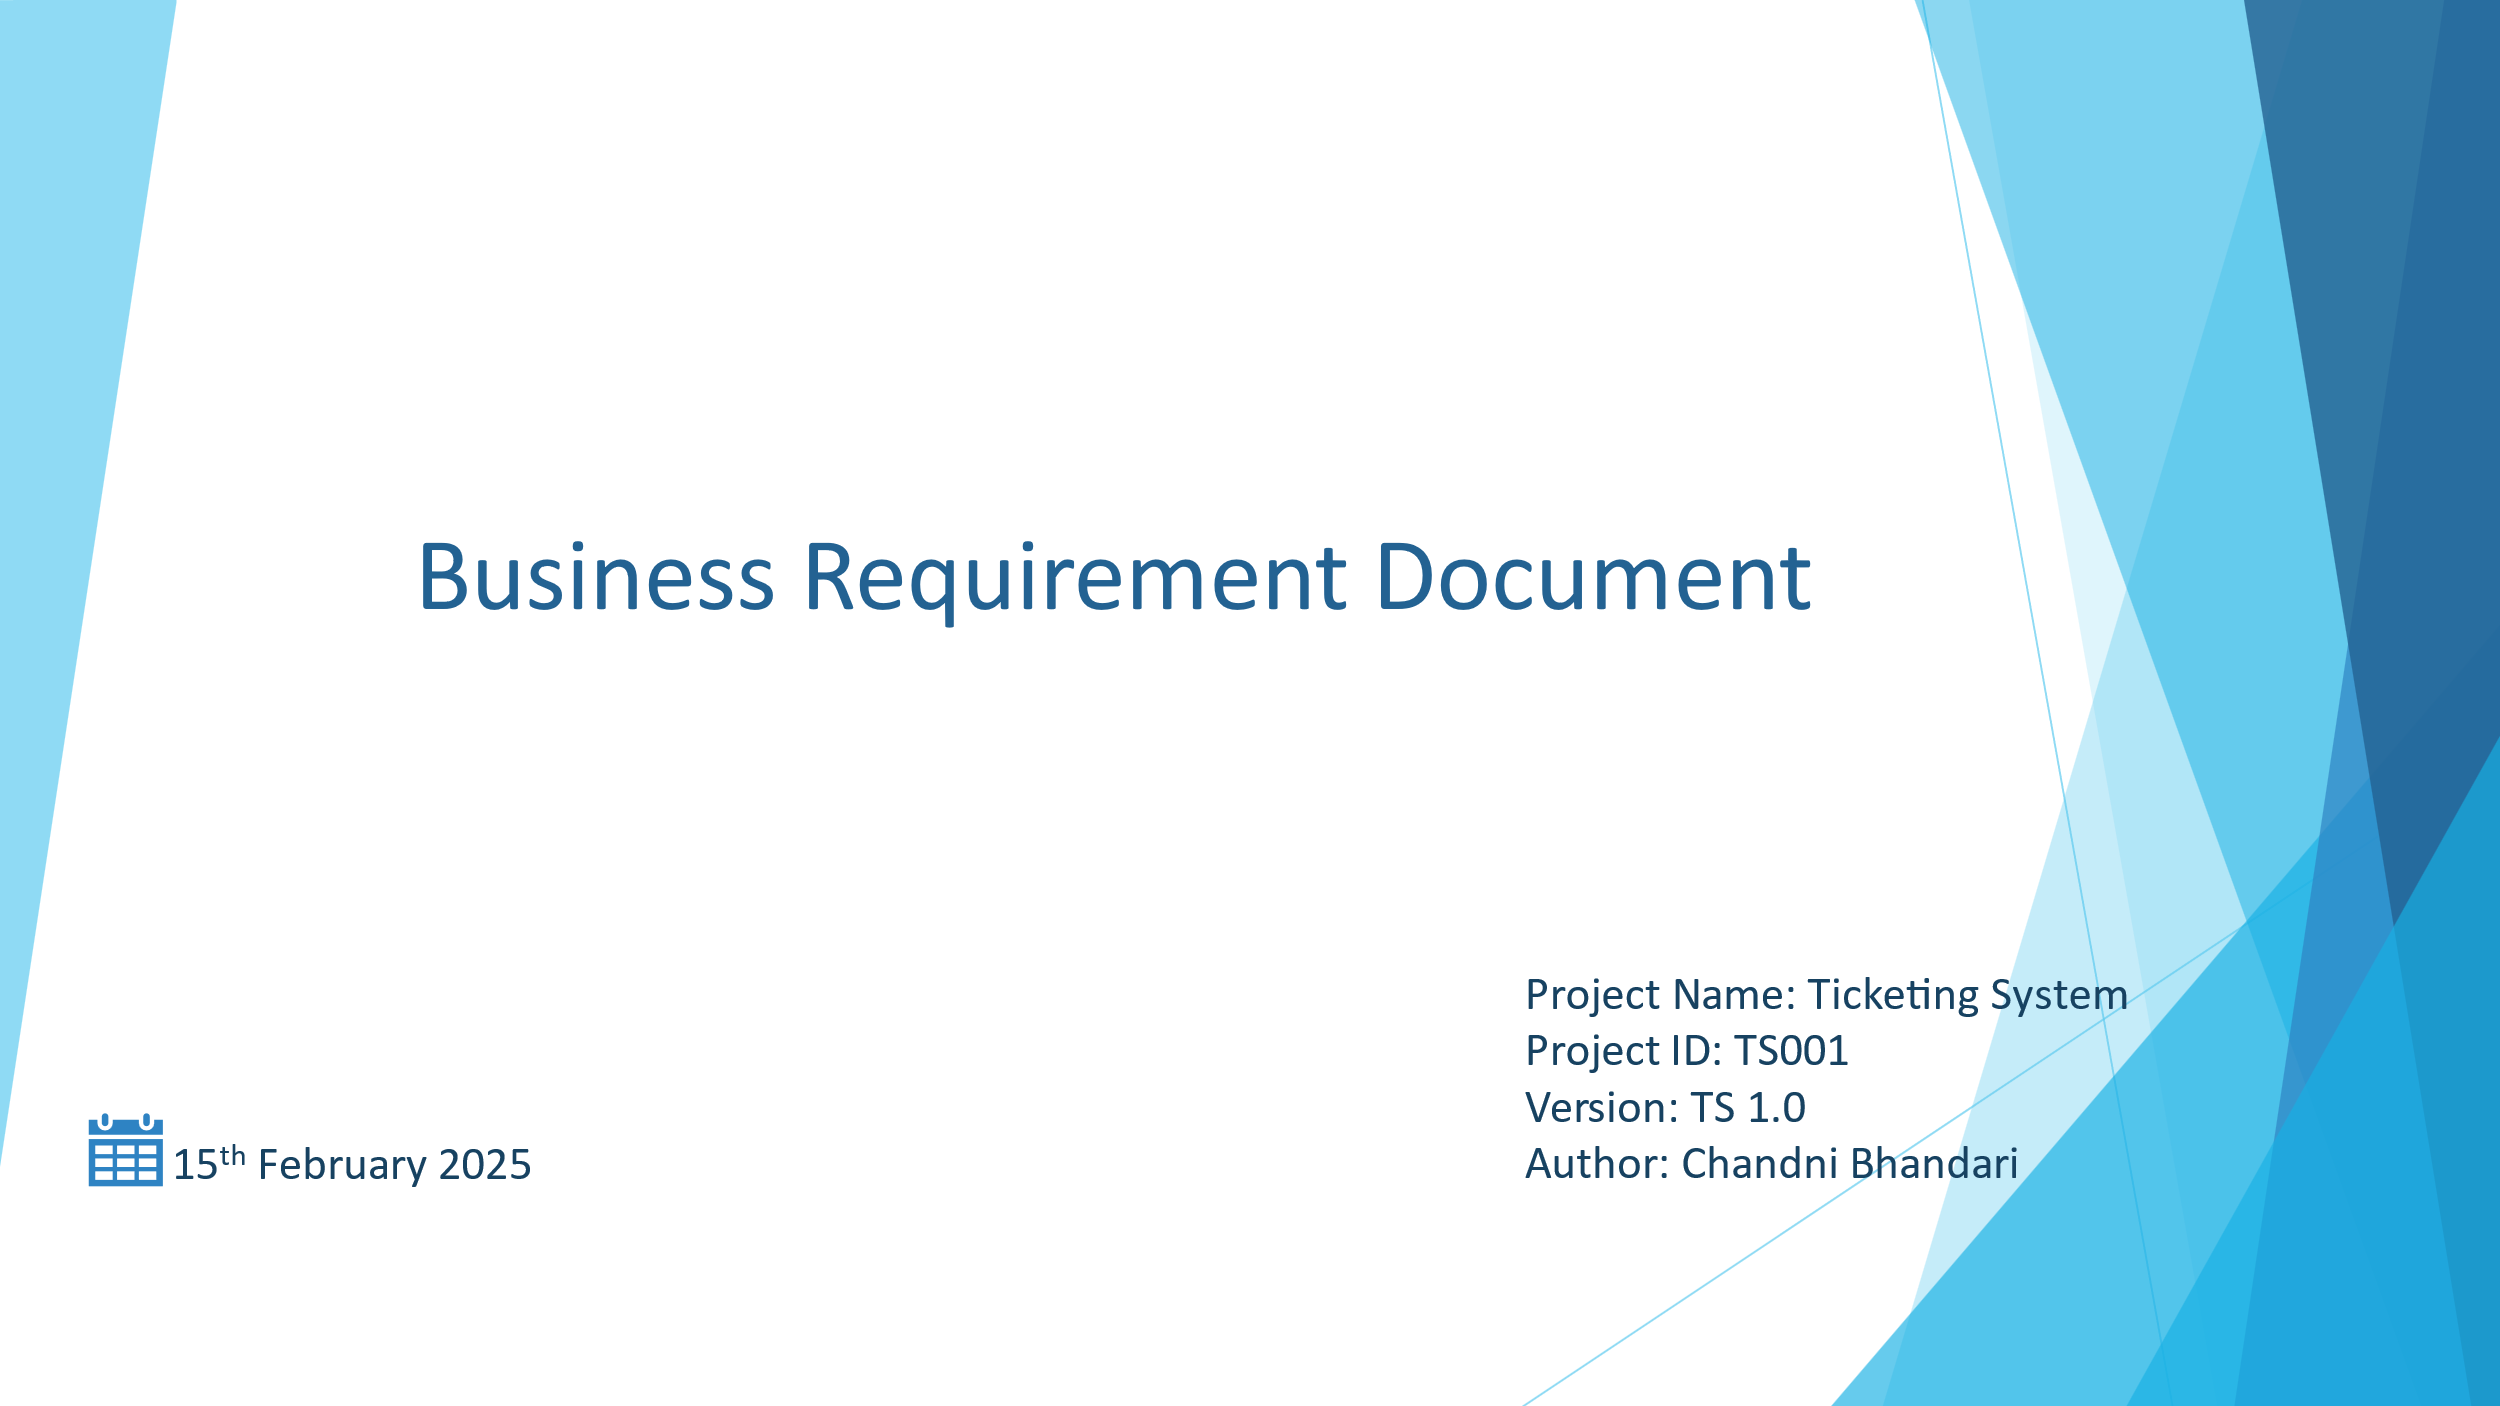 Business Requirement Document
Project Name: Ticketing System
Project ID: TS001
Version: TS 1.0
Author: Chandni Bhandari
15th February 2025